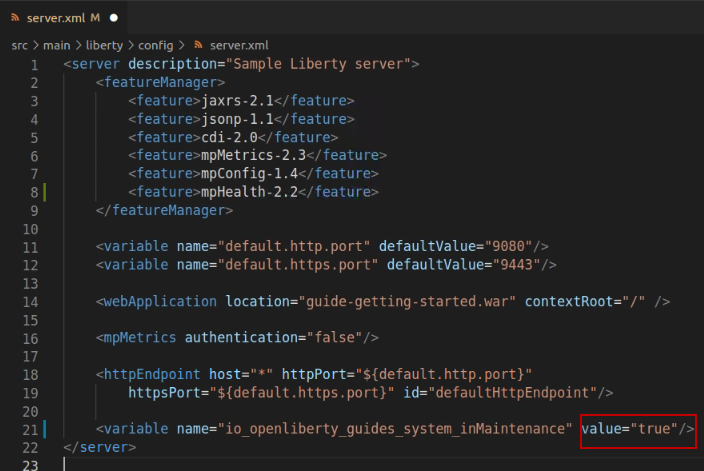 server.xml M
src > main > liberty > config > server.xml
1 <server description="Sample Liberty server">
2 <featureManager>
3 <feature>jaxrs-2.1</feature>
4 <feature>jsonp-1.1</feature>
5 <feature>cdi-2.0</feature>
6 <feature>mpMetrics-2.3</feature>
7 <feature>mpConfig-1.4</feature>
8 <feature>mpHealth-2.2</feature>
9 </featureManager>
10
11 <variable name="default.http.port" defaultValue="9080"/>
12 <variable name="default.https.port" defaultValue="9443"/>
13
14 <webApplication location="guide-getting-started.war" contextRoot="/" />
15
16 <mpMetrics authentication="false"/>
17
18 <httpEndpoint host="*" httpPort="${default.http.port}"
19 httpsPort="${default.https.port}" id="defaultHttpEndpoint"/>
20
21 <variable name="io_openliberty_guides_system_inMaintenance" value="true"/>
22 </server>
23